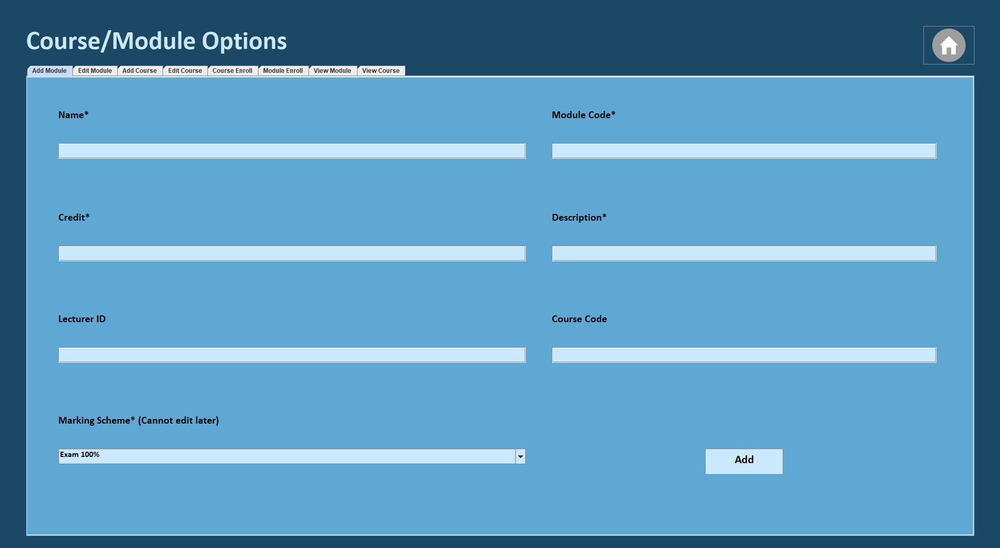 Course/Module Options
Add Module Edit Module Add Course Edit Course Course Enroll Module Enroll View Module View Course
Name* Module Code*
Credit* Description*
Lecturer ID Course Code
Marking Scheme* (Cannot edit later)
Exam 100%
Add